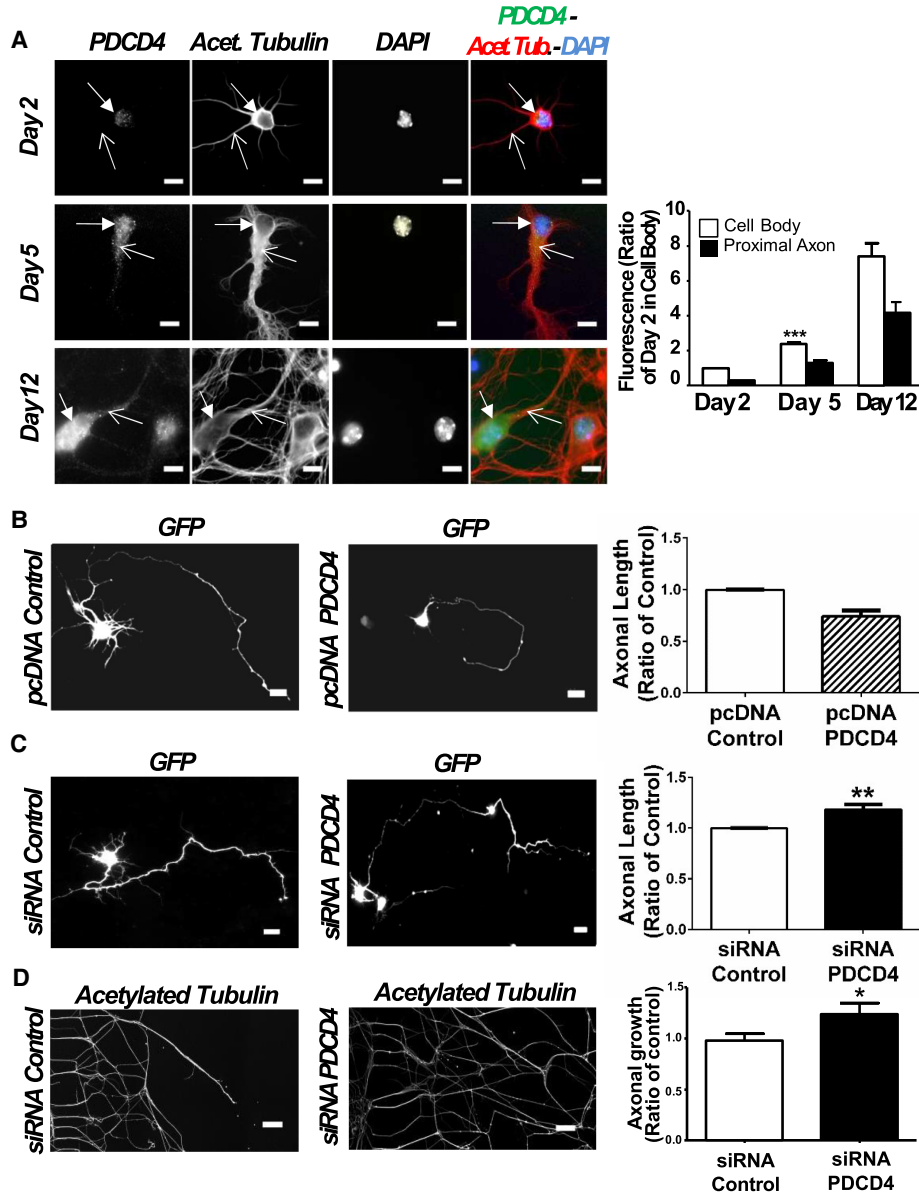 A
PDCD4
Acet. Tubulin
DAPI
PDCD4 -
Acet. Tub.-DAPI
Day 2
Day 5
Day 12
Fluorescence (Ratio
of Day 2 in Cell Body)
10
8
6
4
2
0
Cell Body
Proximal Axon
***
Day 2
Day 5
Day 12
B
GFP
GFP
pcDNA Control
pcDNA PDCD4
Axonal Length
(Ratio of Control)
1.5
1.0
0.5
0.0
pcDNA
Control
pcDNA
PDCD4
C
GFP
GFP
siRNA Control
siRNA PDCD4
Axonal Length
(Ratio of Control)
1.5
1.0
0.5
0.0
**
siRNA
Control
siRNA
PDCD4
D
Acetylated Tubulin
Acetylated Tubulin
siRNA Control
siRNA PDCD4
Axonal growth
(Ratio of control)
1.5
1.0
0.5
0.0
*
siRNA
Control
siRNA
PDCD4